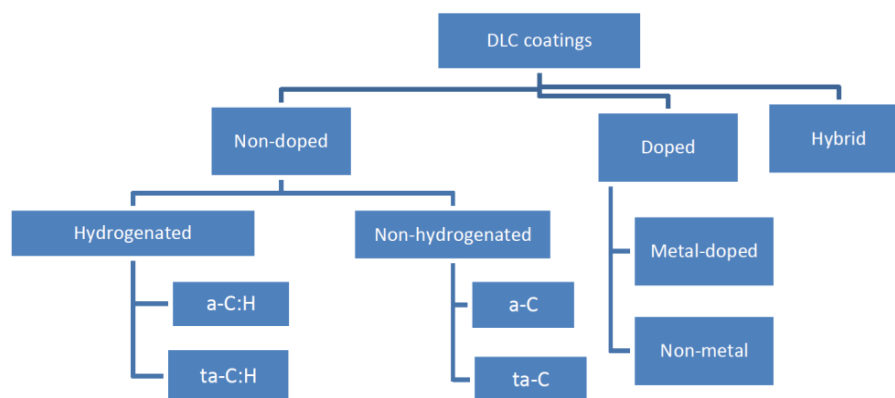 DLC coatings
Non-doped
Doped
Hybrid
Hydrogenated
Non-hydrogenated
Metal-doped
a-C:H
a-C
Non-metal
ta-C:H
ta-C